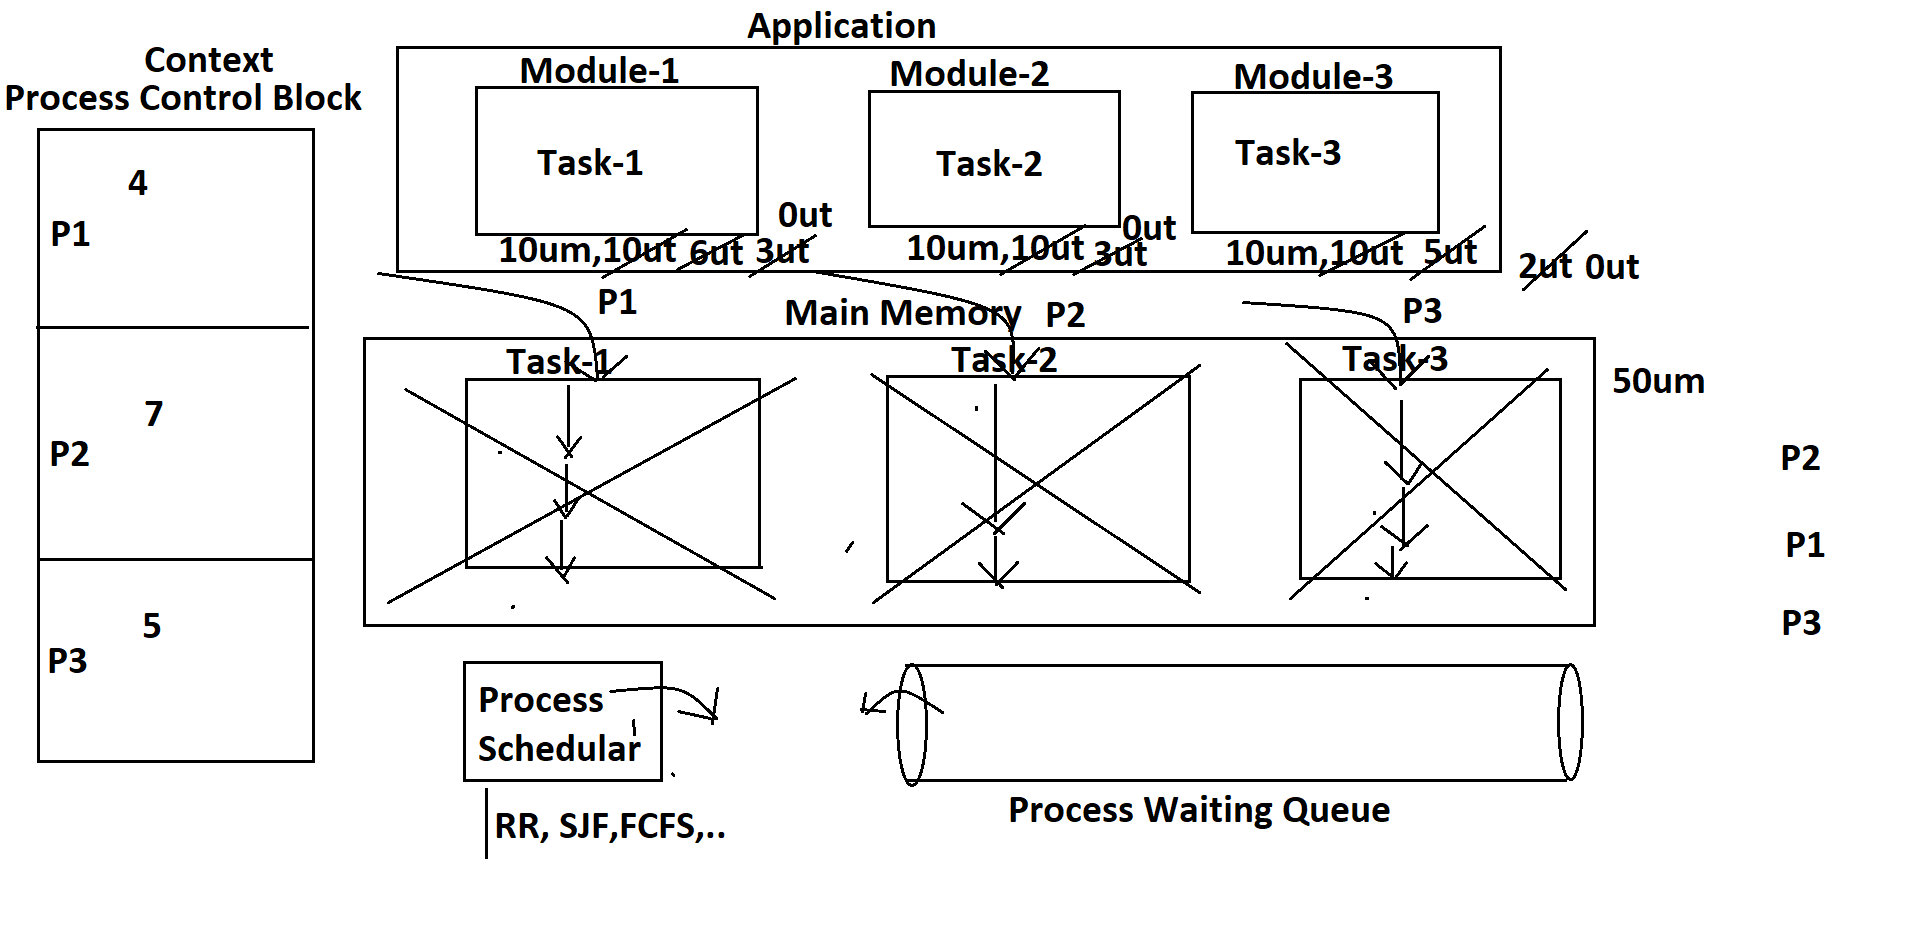 Application
Context
Process Control Block
Module-1
Module-2
Module-3
Task-1
Task-2
Task-3
4
P1
7
P2
5
P3
10um,10ut 6ut 3ut 0ut
10um,10ut 3ut 0ut
10um,10ut 5ut 2ut 0ut
P1
Main Memory
P2
P3
Task-1
Task-2
Task-3
50um
P2
P1
P3
Process
Schedular
RR, SJF,FCFS,..
Process Waiting Queue